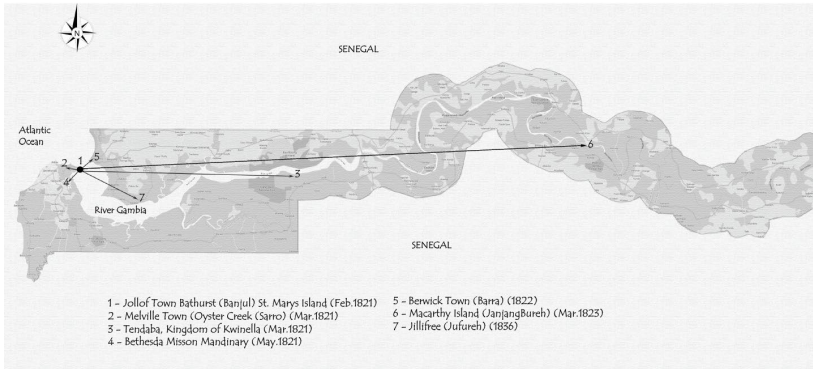 N
SENEGAL
Atlantic
Ocean
5
2
1
4
6
3
7
River Gambia
SENEGAL
1 - Jollof Town Bathurst (Banjul) St. Marys Island (Feb.1821)
2 - Melville Town (Oyster Creek (Sarro) (Mar.1821)
3 - Tendaba, Kingdom of Kwinella (Mar.1821)
4 - Bethesda Misson Mandinary (May.1821)
5 - Berwick Town (Barra) (1822)
6 - Macarthy Island (JanjangBureh) (Mar.1823)
7 - Jillifree (Jufureh) (1836)